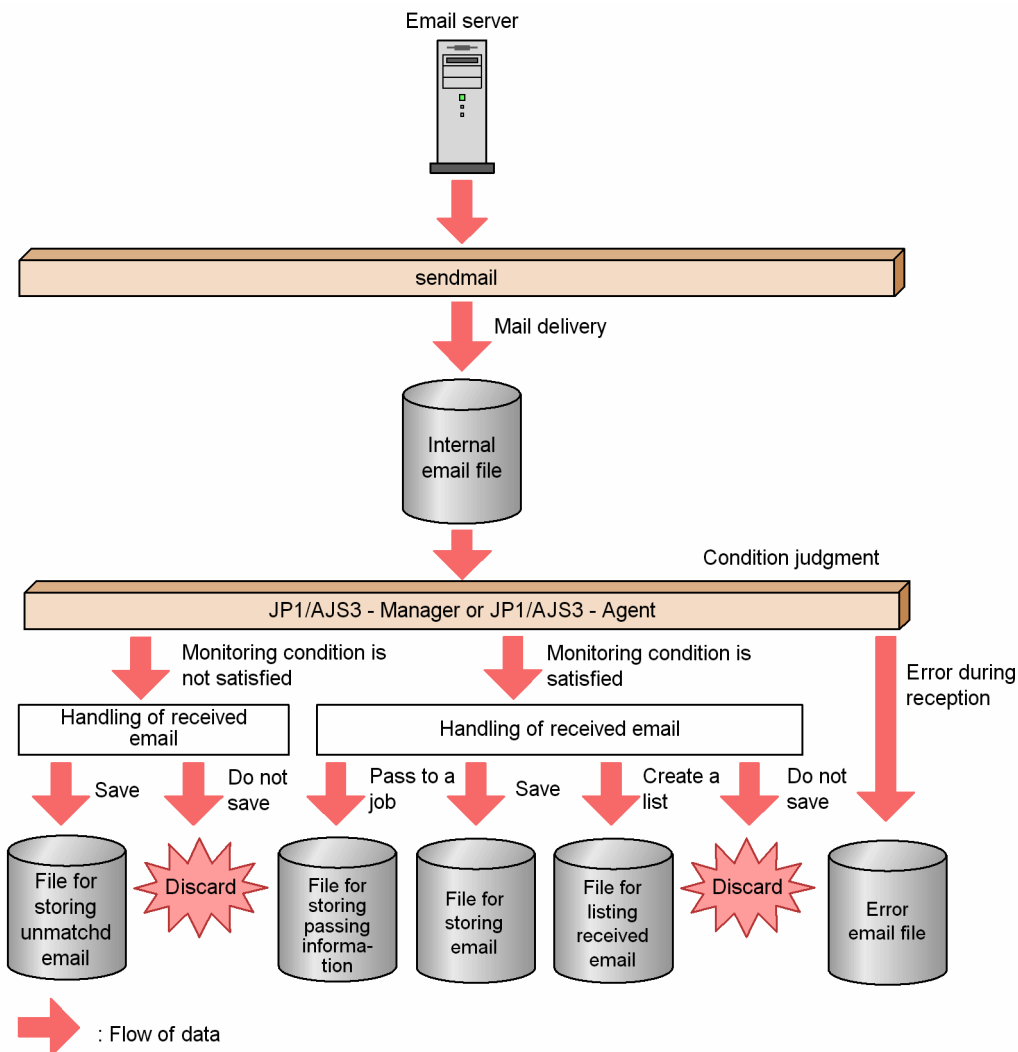 Email server
sendmail
Mail delivery
Internal
email file
Condition judgment
JP1/AJS3 - Manager or JP1/AJS3 - Agent
Monitoring condition is
not satisfied
Monitoring condition is
satisfied
Error during
reception
Handling of received
email
Handling of received email
Save
Do not
save
Pass to a
job
Save
Create a
list
Do not
save
File for
storing
unmatchd
email
Discard
File for
storing
passing
informa-
tion
File for
storing
email
File for
listing
received
email
Discard
Error
email file
: Flow of data